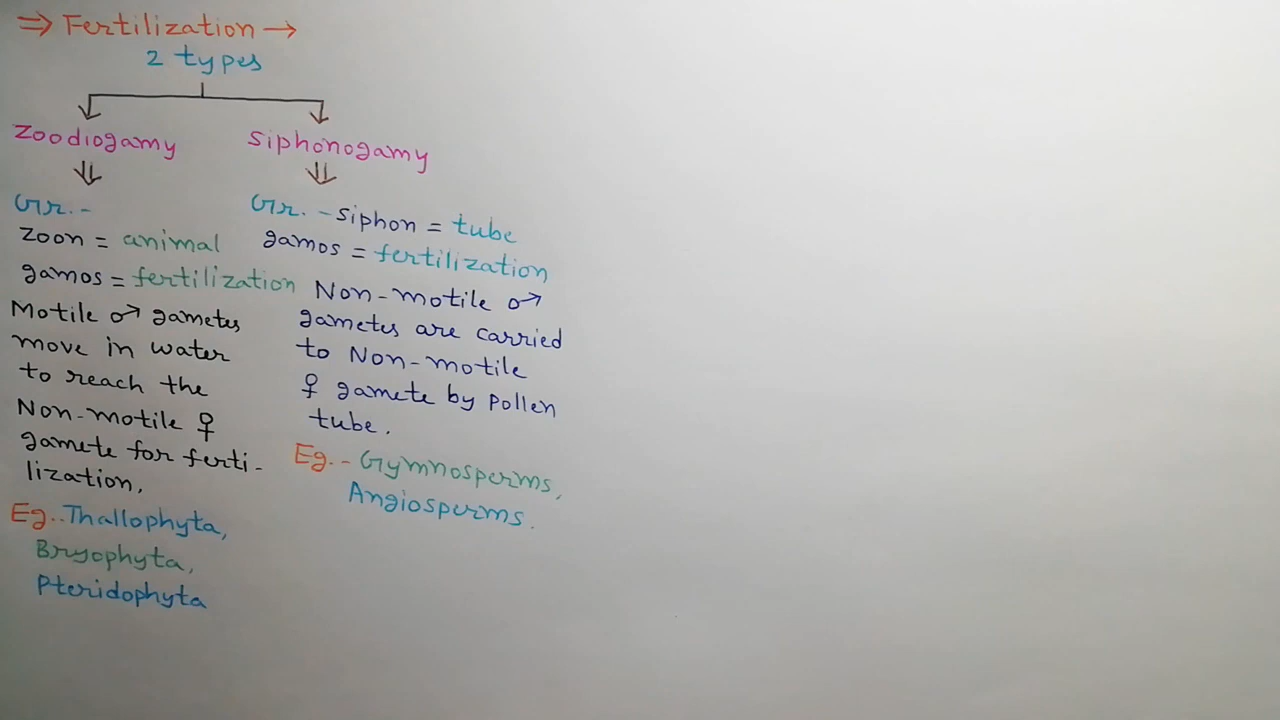 ⇒ Fertilization →
2 types
Zoodiogamy
Gr.-
zoon = animal
gamos = fertilization
Motile ♂ gametes
move in water
to reach the
Non-motile ♀
gamete for ferti-
lization.
Eg.. Thallophyta,
Bryophyta,
Pteridophyta
Siphonogamy
Gr. - siphon = tube
gamos = fertilization
Non-motile ♂
gametes are carried
to Non-motile
♀ gamete by pollen
tube.
Eg.- Gymnosperms,
Angiosperms.